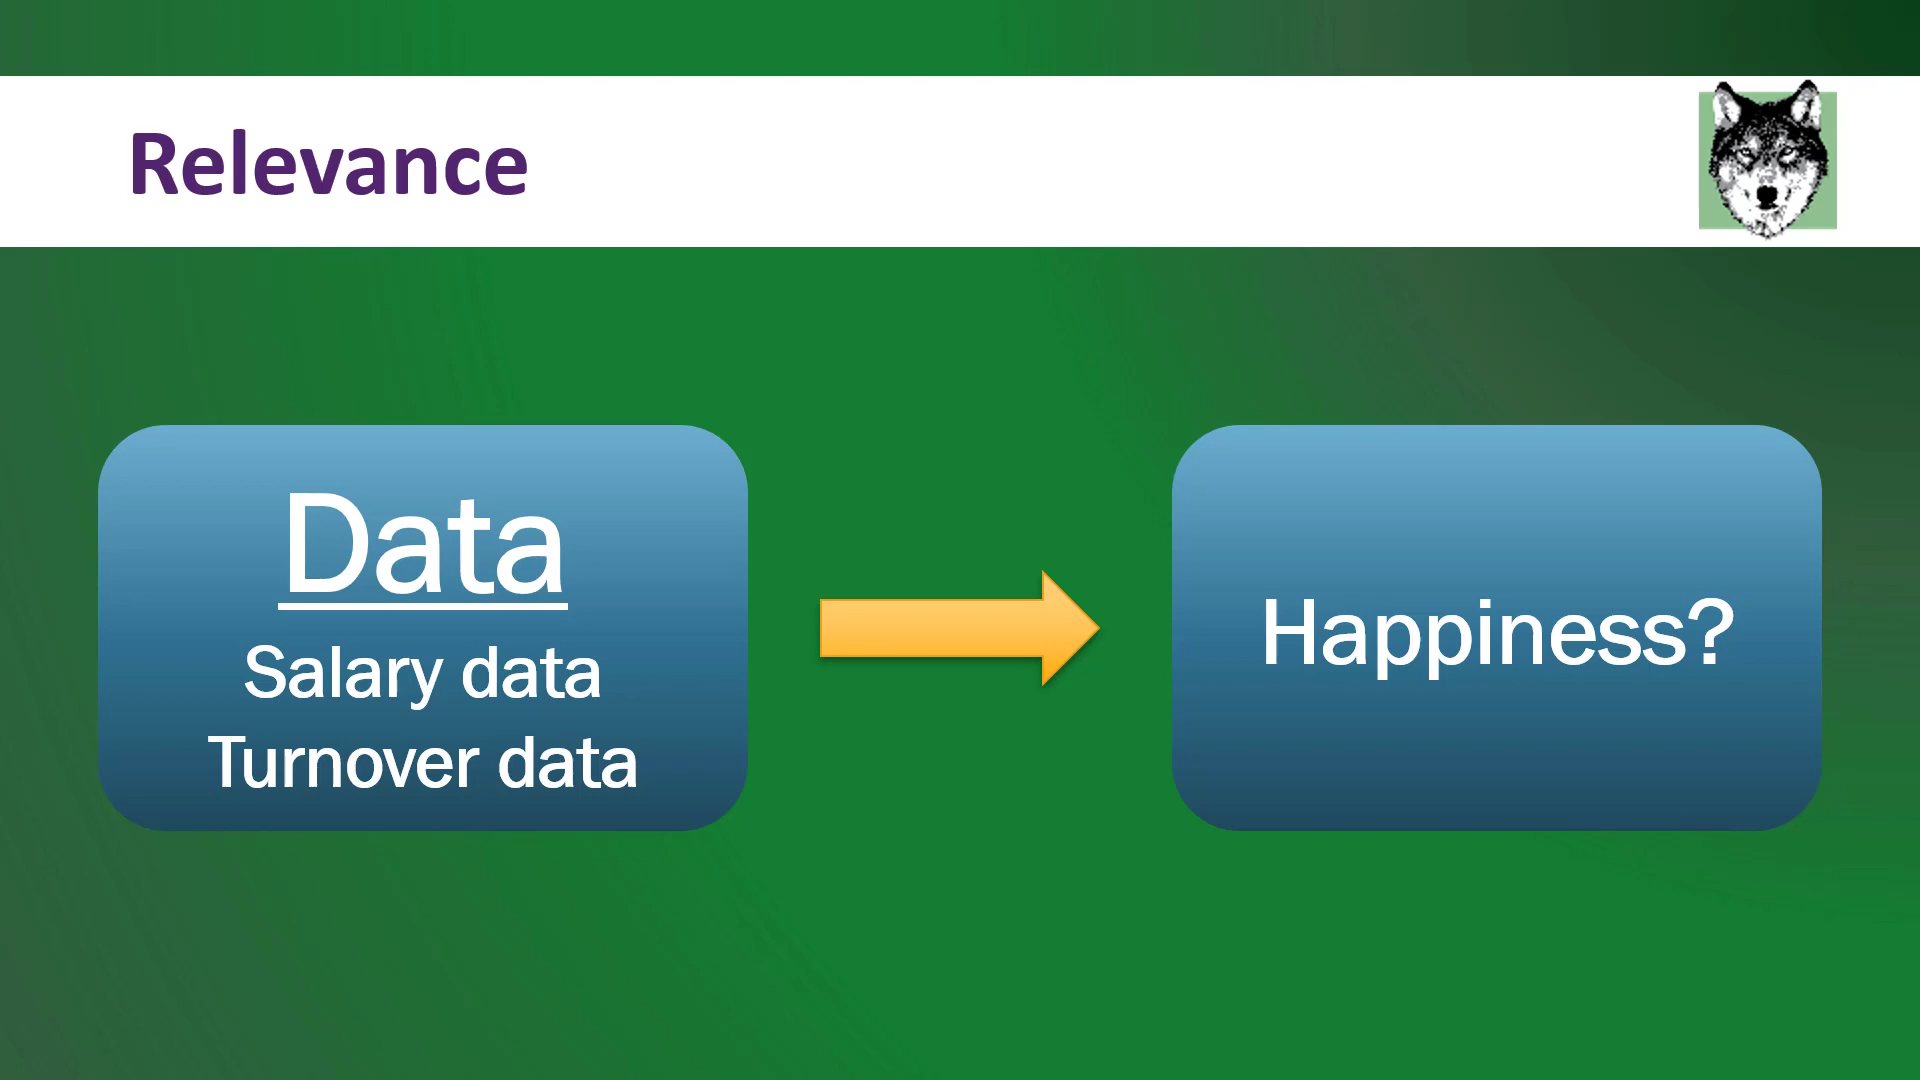 Relevance
Data
Salary data
Turnover data
Happiness?